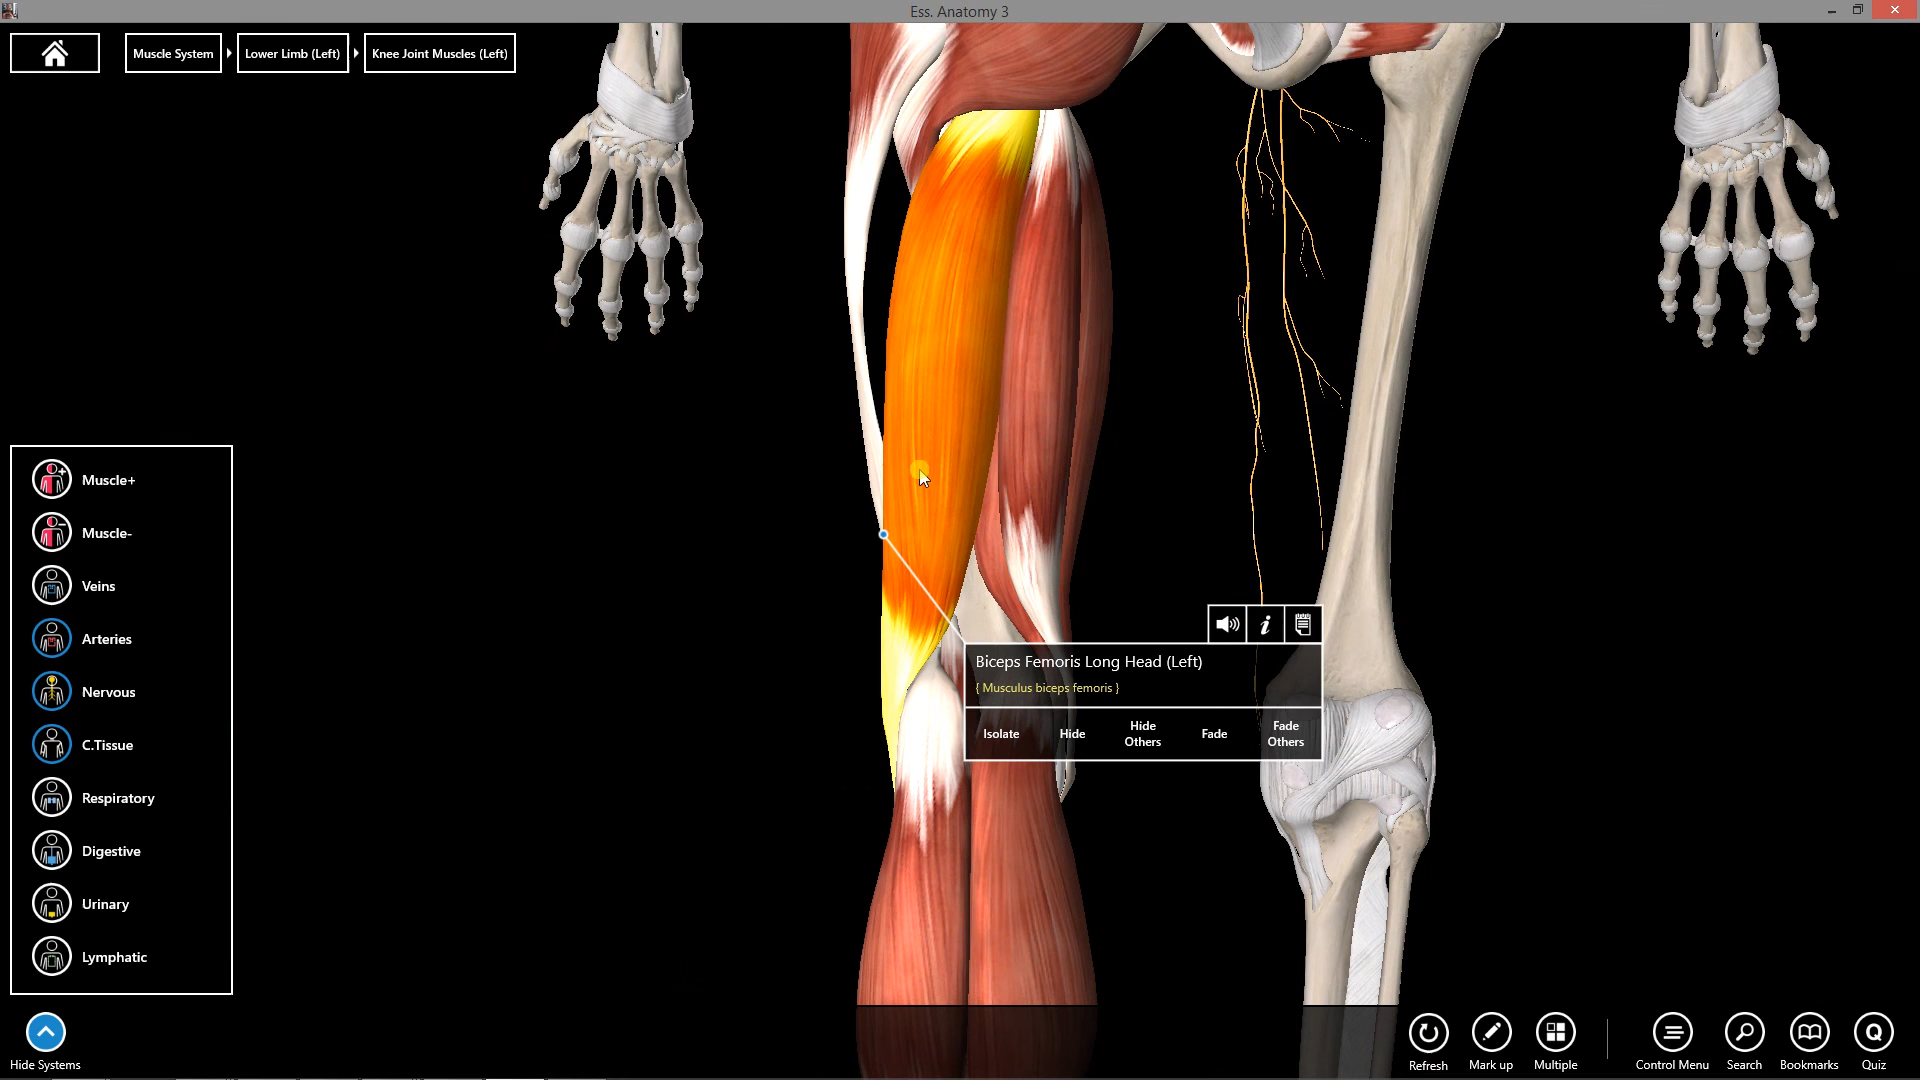 Ess. Anatomy 3
Muscle System
Lower Limb (Left)
Knee Joint Muscles (Left)
Muscle+
Muscle-
Veins
Arteries
Nervous
C.Tissue
Respiratory
Digestive
Urinary
Lymphatic
Hide Systems
Biceps Femoris Long Head (Left)
{ Musculus biceps femoris }
Isolate
Hide
Hide
Others
Fade
Fade
Others
Refresh
Mark up
Multiple
Control Menu
Search
Bookmarks
Quiz